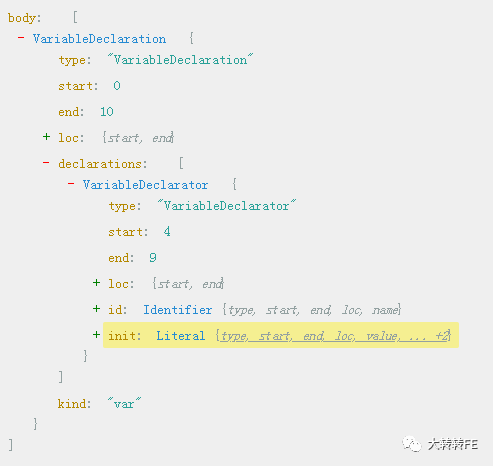 body: [
- VariableDeclaration {
type: "VariableDeclaration"
start: 0
end: 10
+ loc: {start, end}
- declarations: [
- VariableDeclarator {
type: "VariableDeclarator"
start: 4
end: 9
+ loc: {start, end}
+ id: Identifier {type, start, end, loc, name}
+ init: Literal {type, start, end, loc, value, ... +2}
}
]
kind: "var"
}
]
大转转FE